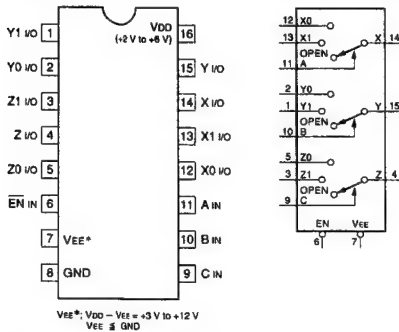 Y1 I/O 1
VDD
(+2 V to +6 V)
16
Y0 I/O 2
15 Y I/O
Z1 I/O 3
14 X I/O
Z I/O 4
13 X1 I/O
Z0 I/O 5
12 X0 I/O
EN IN 6
11 A IN
7 VEE*
10 B IN
8 GND
9 C IN
VEE*; VDD – VEE = +3 V to +12 V
VEE ≦ GND
12 X0
13 X1 X 14
OPEN
11 A
2 Y0
1 Y1 Y 15
OPEN
10 B
5 Z0
3 Z1 Z 4
OPEN
9 C
EN VEE
6 7